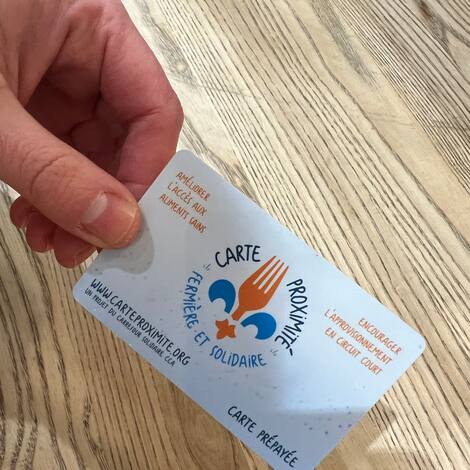 AMÉLIORER
L'ACCÈS AUX
ALIMENTS SAINS
CARTE PROXIMITÉ
FERMIÈRE ET SOLIDAIRE
ENCOURAGER
L'APPROVISIONNEMENT
EN CIRCUIT COURT
WWW.CARTEPROXIMITE.ORG
UN PROJET DU CARREFOUR SOLIDAIRE CCA
CARTE PRÉPAYÉE